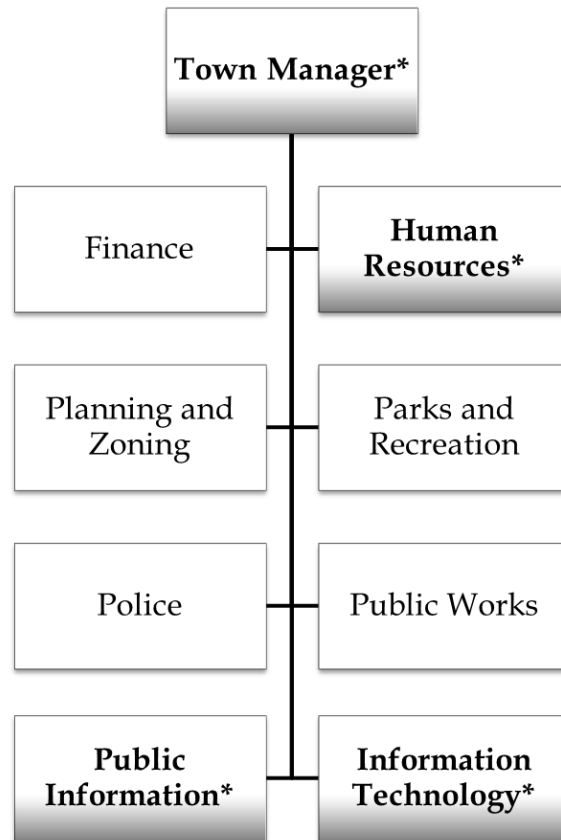 Town Manager*
Finance
Human
Resources*
Planning and
Zoning
Parks and
Recreation
Police
Public Works
Public
Information*
Information
Technology*